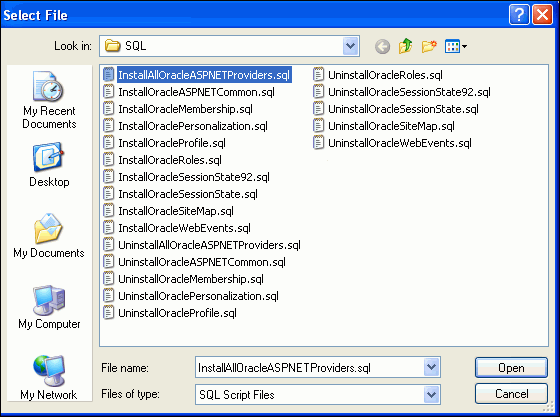 Select File
Look in:
SQL
My Recent
Documents
Desktop
My Documents
My Computer
My Network
InstallAllOracleASPNETProviders.sql
InstallOracleASPNETCommon.sql
InstallOracleMembership.sql
InstallOraclePersonalization.sql
InstallOracleProfile.sql
InstallOracleRoles.sql
InstallOracleSessionState92.sql
InstallOracleSessionState.sql
InstallOracleSiteMap.sql
InstallOracleWebEvents.sql
UninstallAllOracleASPNETProviders.sql
UninstallOracleASPNETCommon.sql
UninstallOracleMembership.sql
UninstallOraclePersonalization.sql
UninstallOracleProfile.sql
UninstallOracleRoles.sql
UninstallOracleSessionState92.sql
UninstallOracleSessionState.sql
UninstallOracleSiteMap.sql
UninstallOracleWebEvents.sql
File name:
InstallAllOracleASPNETProviders.sql
Open
Files of type:
SQL Script Files
Cancel